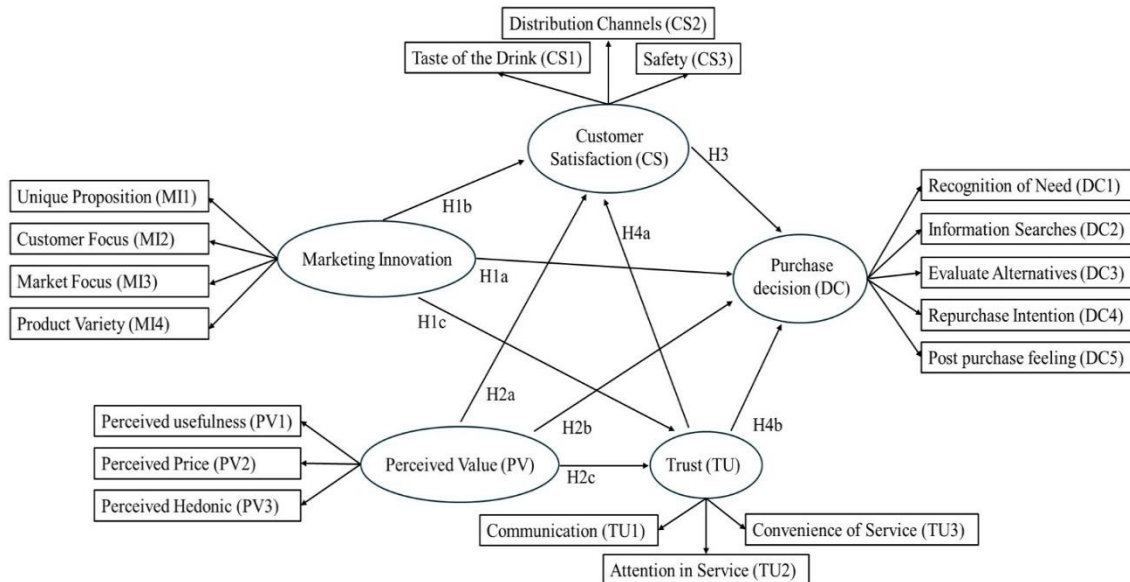 Distribution Channels (CS2)
Taste of the Drink (CS1)
Safety (CS3)
Customer
Satisfaction (CS)
H3
Unique Proposition (MI1)
Customer Focus (MI2)
Market Focus (MI3)
Product Variety (MI4)
H1b
Marketing Innovation
H1a
H1c
H4a
Purchase
decision (DC)
Recognition of Need (DC1)
Information Searches (DC2)
Evaluate Alternatives (DC3)
Repurchase Intention (DC4)
Post purchase feeling (DC5)
H2a
H2b
H4b
Perceived usefulness (PV1)
Perceived Price (PV2)
Perceived Hedonic (PV3)
Perceived Value (PV)
H2c
Trust (TU)
Communication (TU1)
Convenience of Service (TU3)
Attention in Service (TU2)